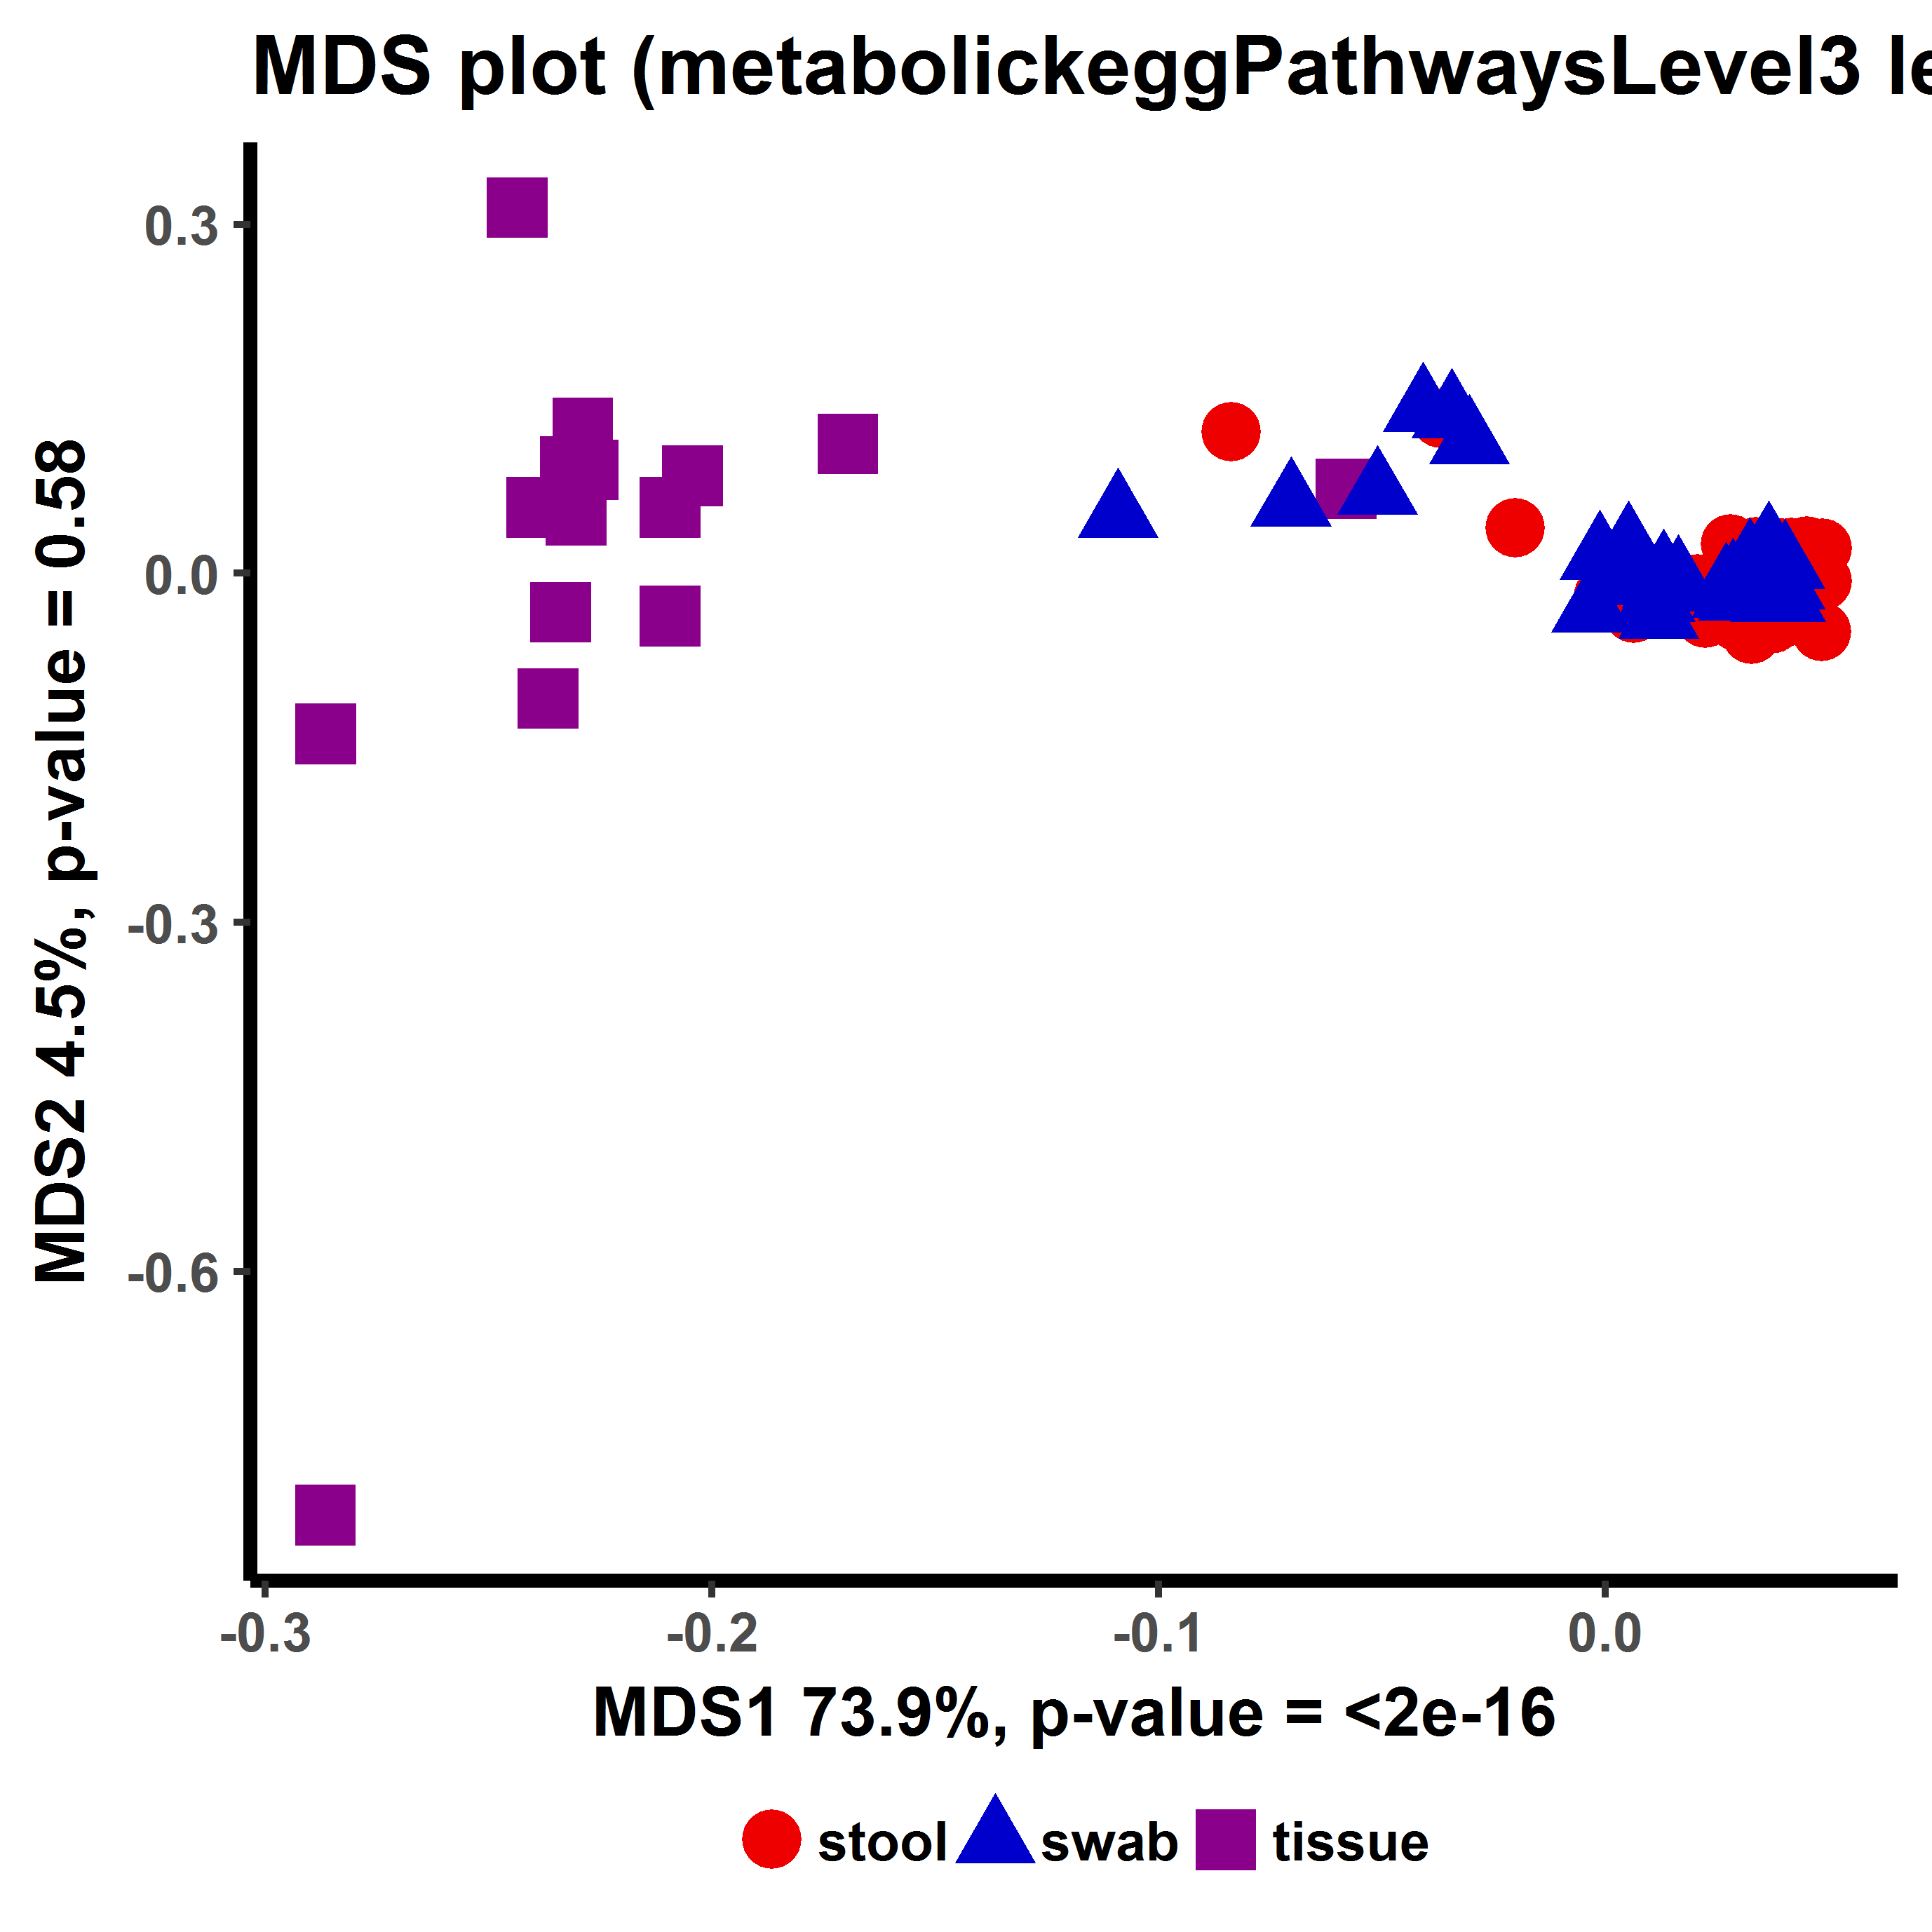 MDS plot (metabolickeggPathwaysLevel3 le
MDS2 4.5%, p-value = 0.58
0.3
0.0
-0.3
-0.6
-0.3 -0.2 -0.1 0.0
MDS1 73.9%, p-value = <2e-16
stool swab tissue